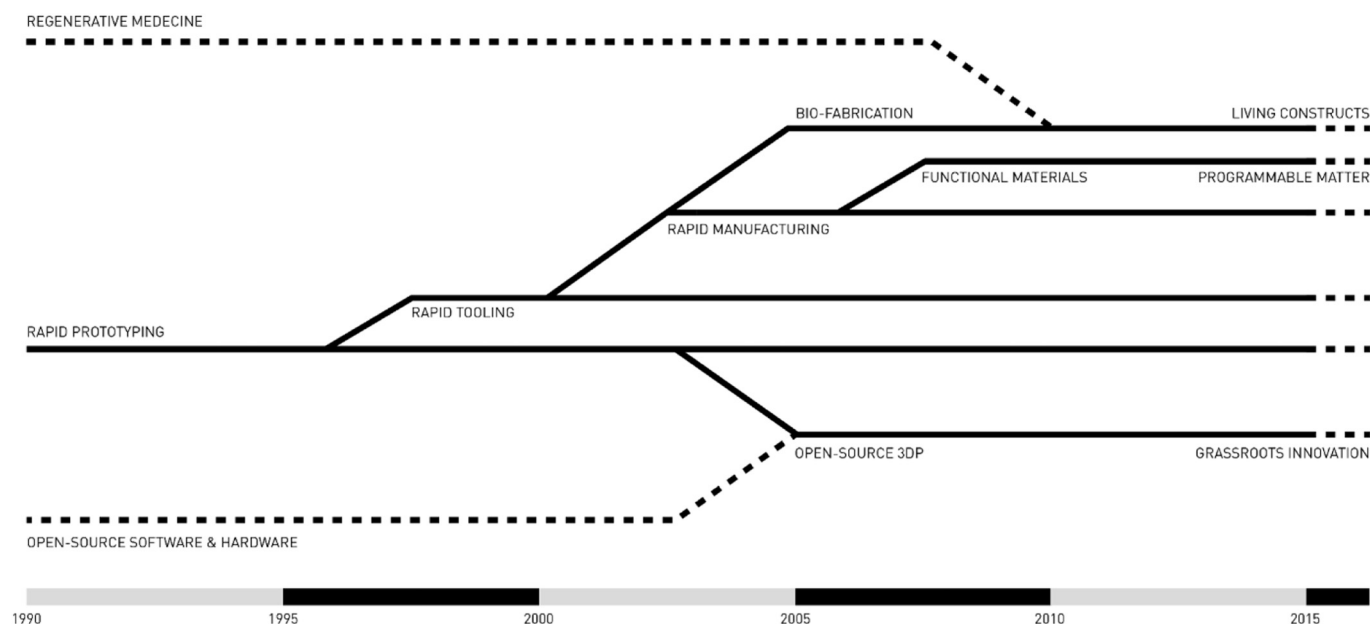 REGENERATIVE MEDECINE
BIO-FABRICATION
LIVING CONSTRUCTS
FUNCTIONAL MATERIALS
PROGRAMMABLE MATTER
RAPID MANUFACTURING
RAPID TOOLING
RAPID PROTOTYPING
OPEN-SOURCE 3DP
GRASSROOTS INNOVATION
OPEN-SOURCE SOFTWARE & HARDWARE
1990 1995 2000 2005 2010 2015